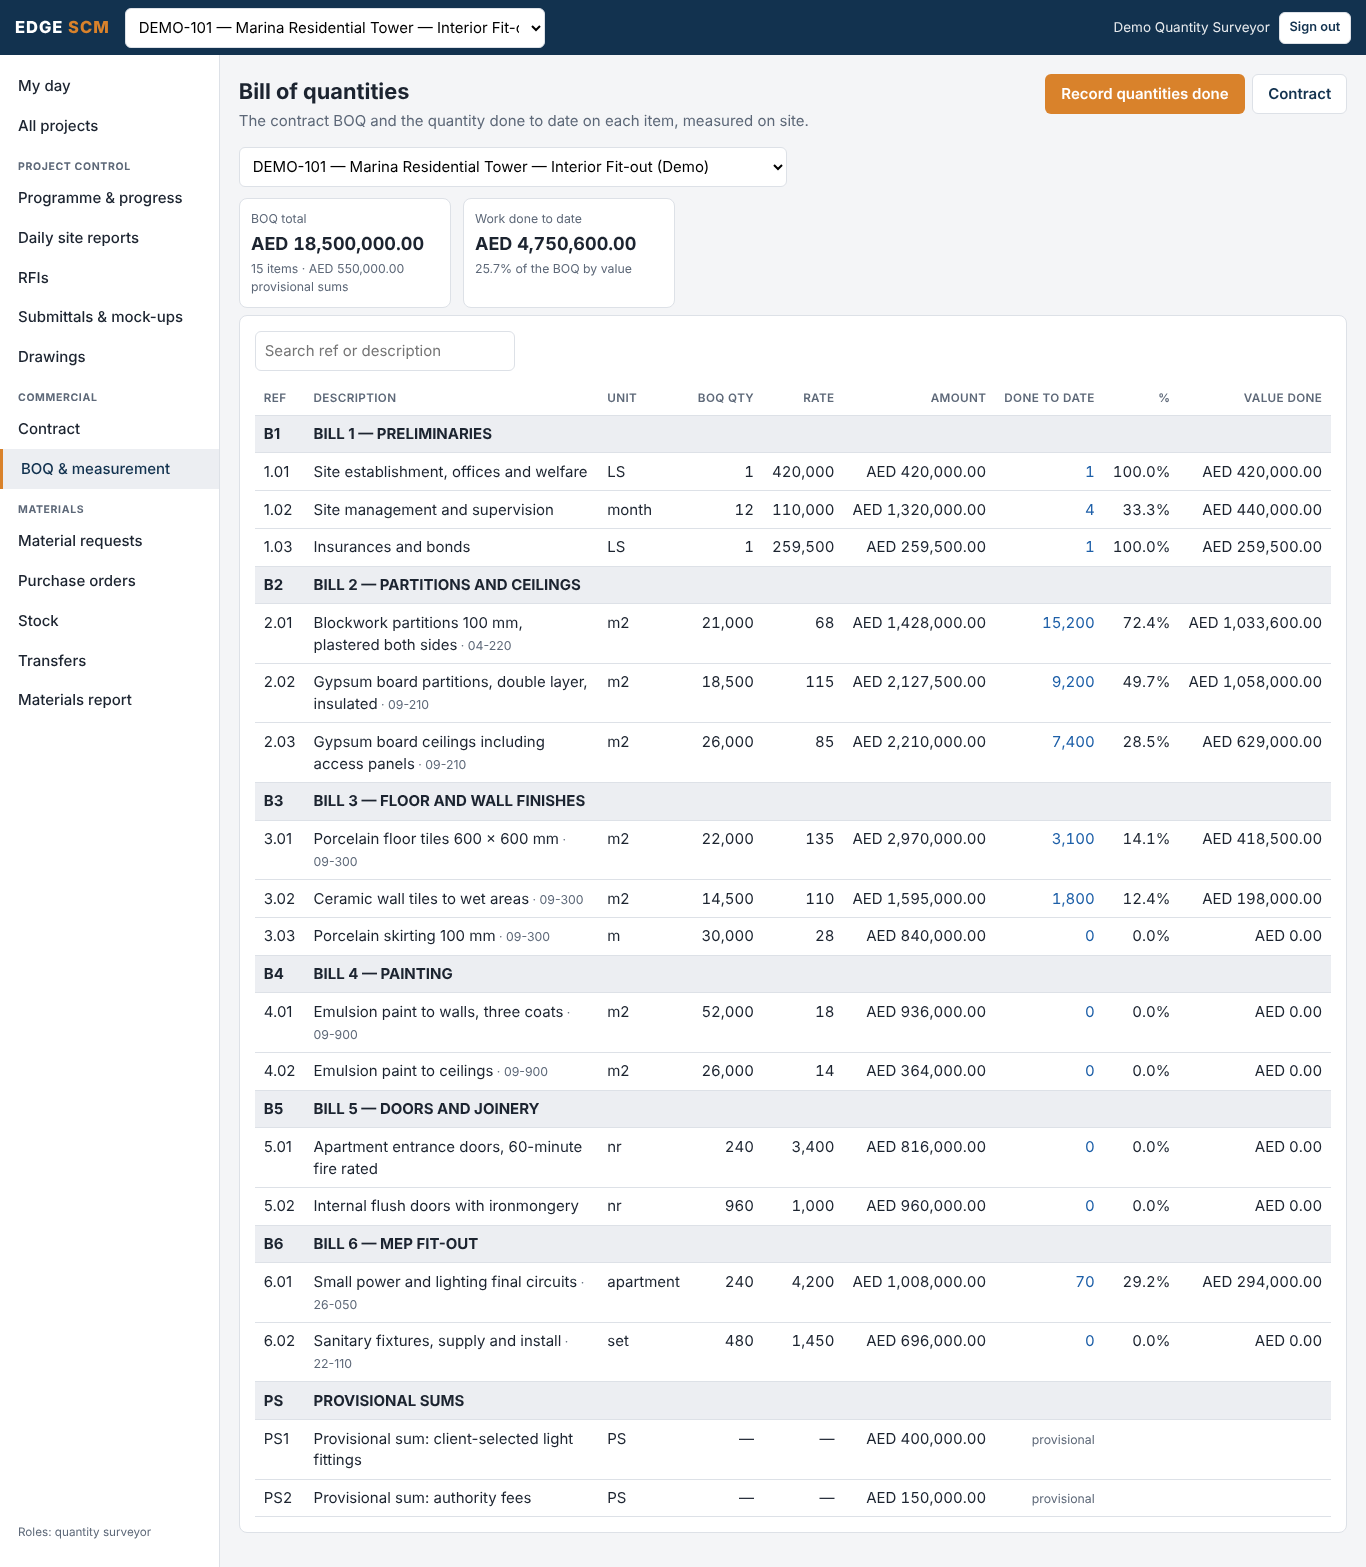 EDGE SCM
DEMO-101 — Marina Residential Tower — Interior Fit-o
Demo Quantity Surveyor
Sign out
My day
All projects
PROJECT CONTROL
Programme & progress
Daily site reports
RFIs
Submittals & mock-ups
Drawings
COMMERCIAL
Contract
BOQ & measurement
MATERIALS
Material requests
Purchase orders
Stock
Transfers
Materials report
Roles: quantity surveyor
Bill of quantities
The contract BOQ and the quantity done to date on each item, measured on site.
Record quantities done
Contract
DEMO-101 — Marina Residential Tower — Interior Fit-out (Demo)
BOQ total
AED 18,500,000.00
15 items · AED 550,000.00
provisional sums
Work done to date
AED 4,750,600.00
25.7% of the BOQ by value
Search ref or description
REF DESCRIPTION UNIT BOQ QTY RATE AMOUNT DONE TO DATE % VALUE DONE
B1 BILL 1 — PRELIMINARIES
1.01 Site establishment, offices and welfare LS 1 420,000 AED 420,000.00 1 100.0% AED 420,000.00
1.02 Site management and supervision month 12 110,000 AED 1,320,000.00 4 33.3% AED 440,000.00
1.03 Insurances and bonds LS 1 259,500 AED 259,500.00 1 100.0% AED 259,500.00
B2 BILL 2 — PARTITIONS AND CEILINGS
2.01 Blockwork partitions 100 mm, m2 21,000 68 AED 1,428,000.00 15,200 72.4% AED 1,033,600.00
plastered both sides · 04-220
2.02 Gypsum board partitions, double layer, m2 18,500 115 AED 2,127,500.00 9,200 49.7% AED 1,058,000.00
insulated · 09-210
2.03 Gypsum board ceilings including m2 26,000 85 AED 2,210,000.00 7,400 28.5% AED 629,000.00
access panels · 09-210
B3 BILL 3 — FLOOR AND WALL FINISHES
3.01 Porcelain floor tiles 600 × 600 mm · m2 22,000 135 AED 2,970,000.00 3,100 14.1% AED 418,500.00
09-300
3.02 Ceramic wall tiles to wet areas · 09-300 m2 14,500 110 AED 1,595,000.00 1,800 12.4% AED 198,000.00
3.03 Porcelain skirting 100 mm · 09-300 m 30,000 28 AED 840,000.00 0 0.0% AED 0.00
B4 BILL 4 — PAINTING
4.01 Emulsion paint to walls, three coats · m2 52,000 18 AED 936,000.00 0 0.0% AED 0.00
09-900
4.02 Emulsion paint to ceilings · 09-900 m2 26,000 14 AED 364,000.00 0 0.0% AED 0.00
B5 BILL 5 — DOORS AND JOINERY
5.01 Apartment entrance doors, 60-minute nr 240 3,400 AED 816,000.00 0 0.0% AED 0.00
fire rated
5.02 Internal flush doors with ironmongery nr 960 1,000 AED 960,000.00 0 0.0% AED 0.00
B6 BILL 6 — MEP FIT-OUT
6.01 Small power and lighting final circuits · apartment 240 4,200 AED 1,008,000.00 70 29.2% AED 294,000.00
26-050
6.02 Sanitary fixtures, supply and install · set 480 1,450 AED 696,000.00 0 0.0% AED 0.00
22-110
PS PROVISIONAL SUMS
PS1 Provisional sum: client-selected light PS — — AED 400,000.00 provisional
fittings
PS2 Provisional sum: authority fees PS — — AED 150,000.00 provisional